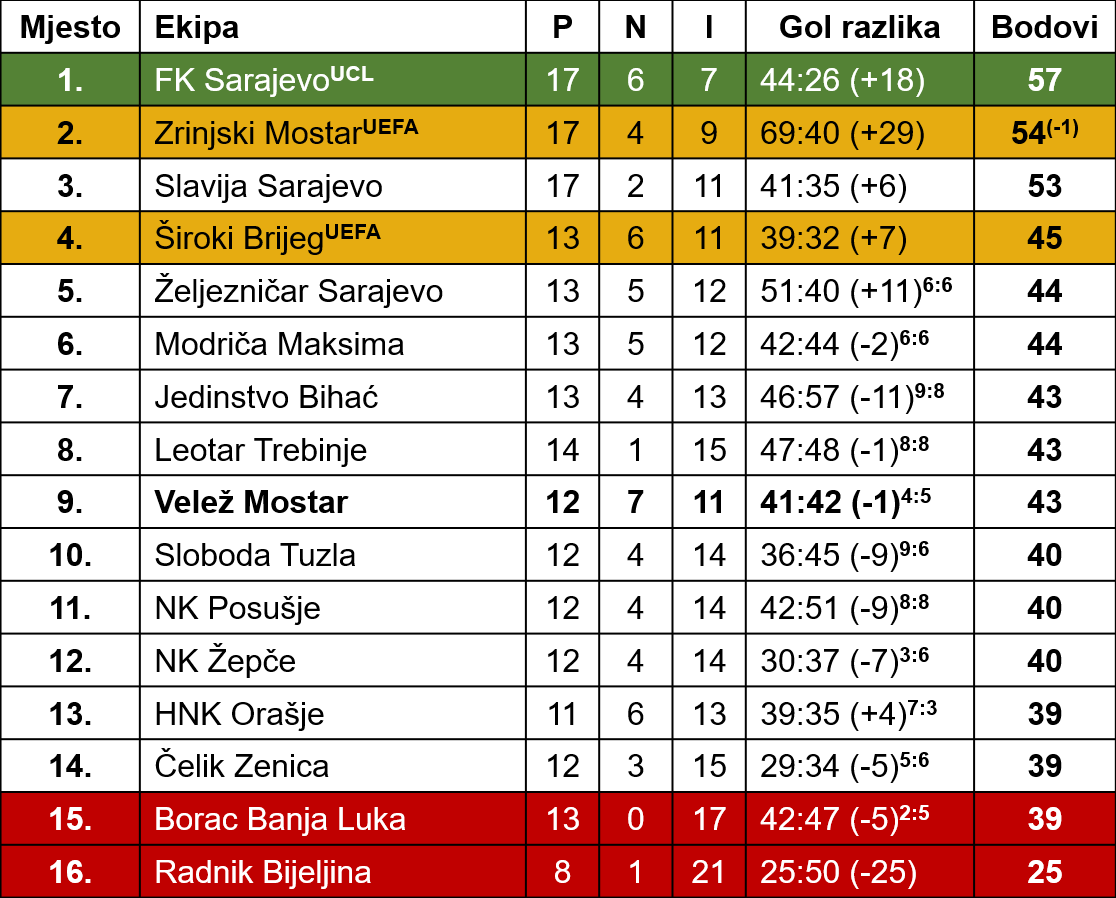 Mjesto Ekipa P N I Gol razlika Bodovi
1. FK SarajevoUCL 17 6 7 44:26 (+18) 57
2. Zrinjski MostarUEFA 17 4 9 69:40 (+29) 54(-1)
3. Slavija Sarajevo 17 2 11 41:35 (+6) 53
4. Široki BrijegUEFA 13 6 11 39:32 (+7) 45
5. Željezničar Sarajevo 13 5 12 51:40 (+11)6:6 44
6. Modriča Maksima 13 5 12 42:44 (-2)6:6 44
7. Jedinstvo Bihać 13 4 13 46:57 (-11)9:8 43
8. Leotar Trebinje 14 1 15 47:48 (-1)8:8 43
9. Velež Mostar 12 7 11 41:42 (-1)4:5 43
10. Sloboda Tuzla 12 4 14 36:45 (-9)9:6 40
11. NK Posušje 12 4 14 42:51 (-9)8:8 40
12. NK Žepče 12 4 14 30:37 (-7)3:6 40
13. HNK Orašje 11 6 13 39:35 (+4)7:3 39
14. Čelik Zenica 12 3 15 29:34 (-5)5:6 39
15. Borac Banja Luka 13 0 17 42:47 (-5)2:5 39
16. Radnik Bijeljina 8 1 21 25:50 (-25) 25